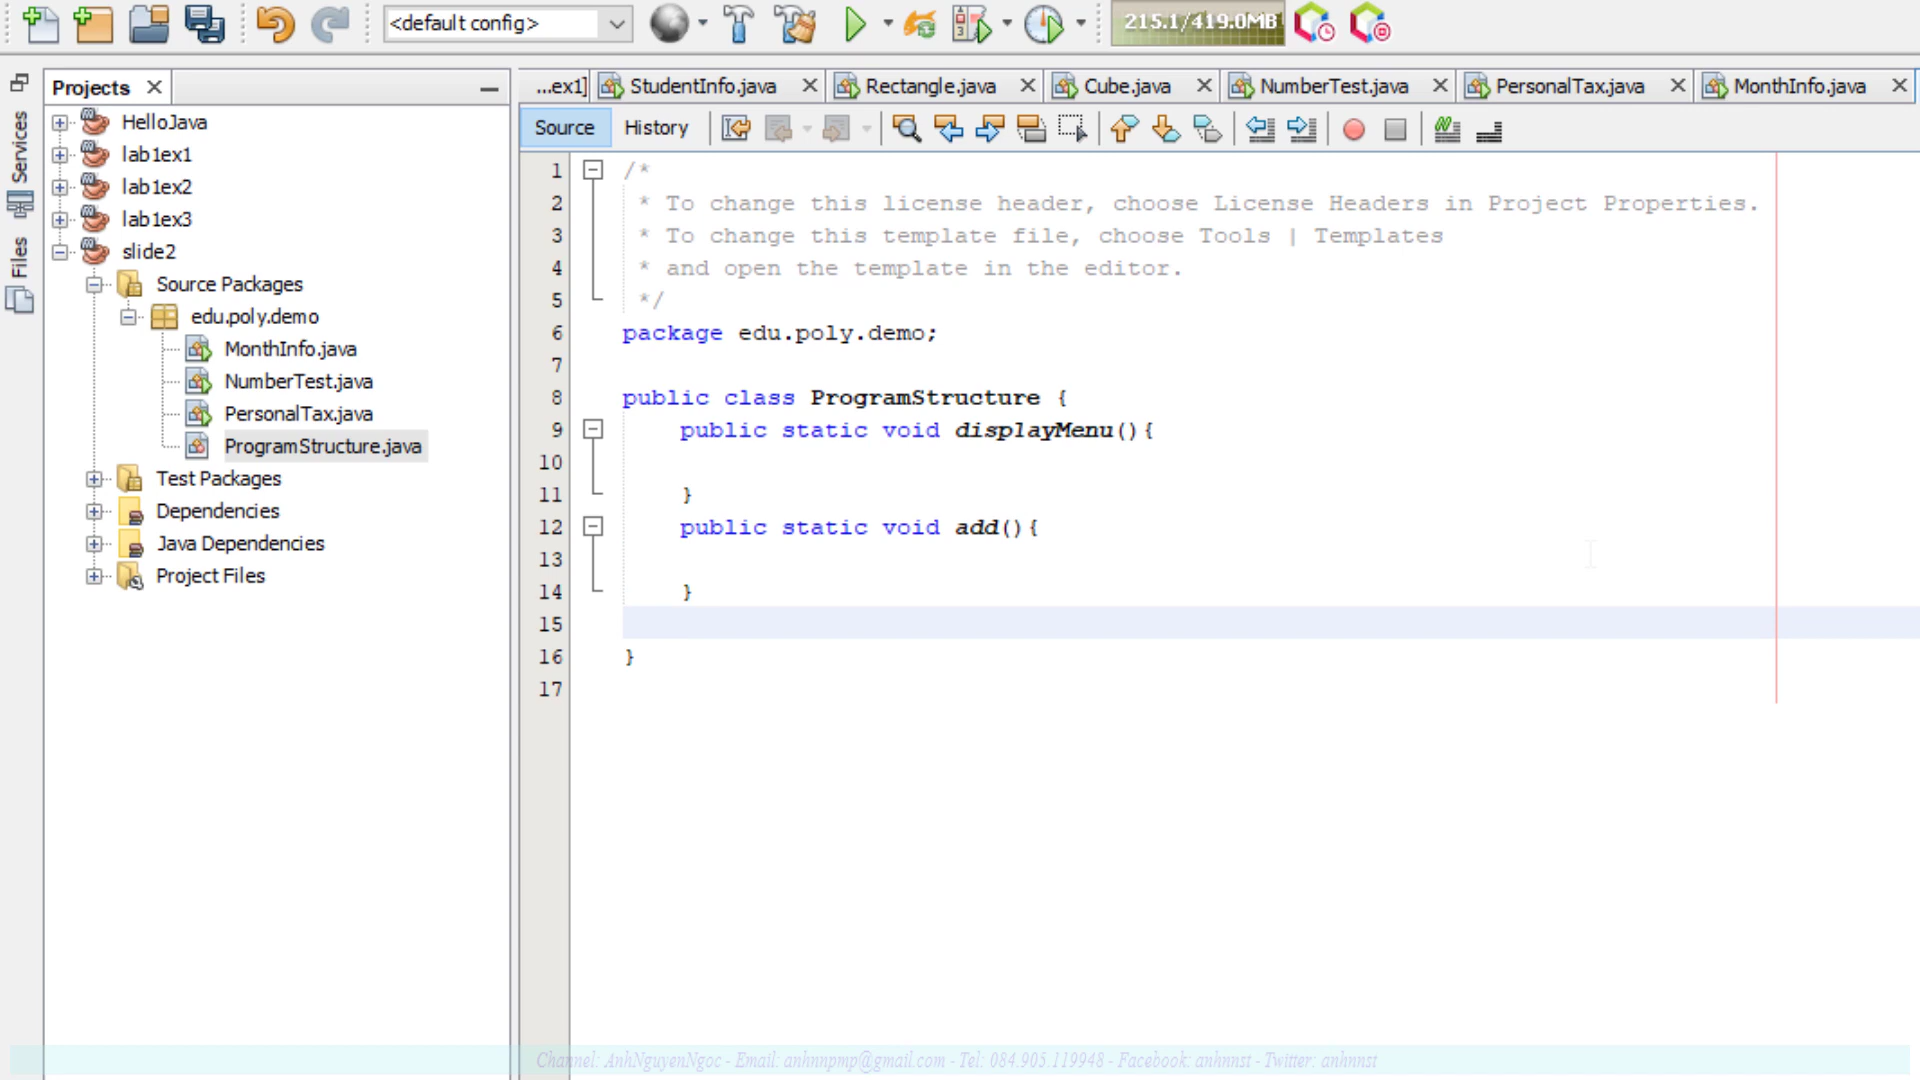 <default config>
215.1/419.0MB
Projects
...ex1]
StudentInfo.java
Rectangle.java
Cube.java
NumberTest.java
PersonalTax.java
MonthInfo.java
Services
Files
HelloJava
lab1ex1
lab1ex2
lab1ex3
slide2
Source Packages
edu.poly.demo
MonthInfo.java
NumberTest.java
PersonalTax.java
ProgramStructure.java
Test Packages
Dependencies
Java Dependencies
Project Files
Source
History
1 /*
2 * To change this license header, choose License Headers in Project Properties.
3 * To change this template file, choose Tools | Templates
4 * and open the template in the editor.
5 */
6 package edu.poly.demo;
7
8 public class ProgramStructure {
9 public static void displayMenu(){
10
11 }
12 public static void add(){
13
14 }
15
16 }
17
Channel: AnhNguyenNgoc - Email: anhnnpmp@gmail.com - Tel: 084.905.119948 - Facebook: anhnnst - Twitter: anhnnst